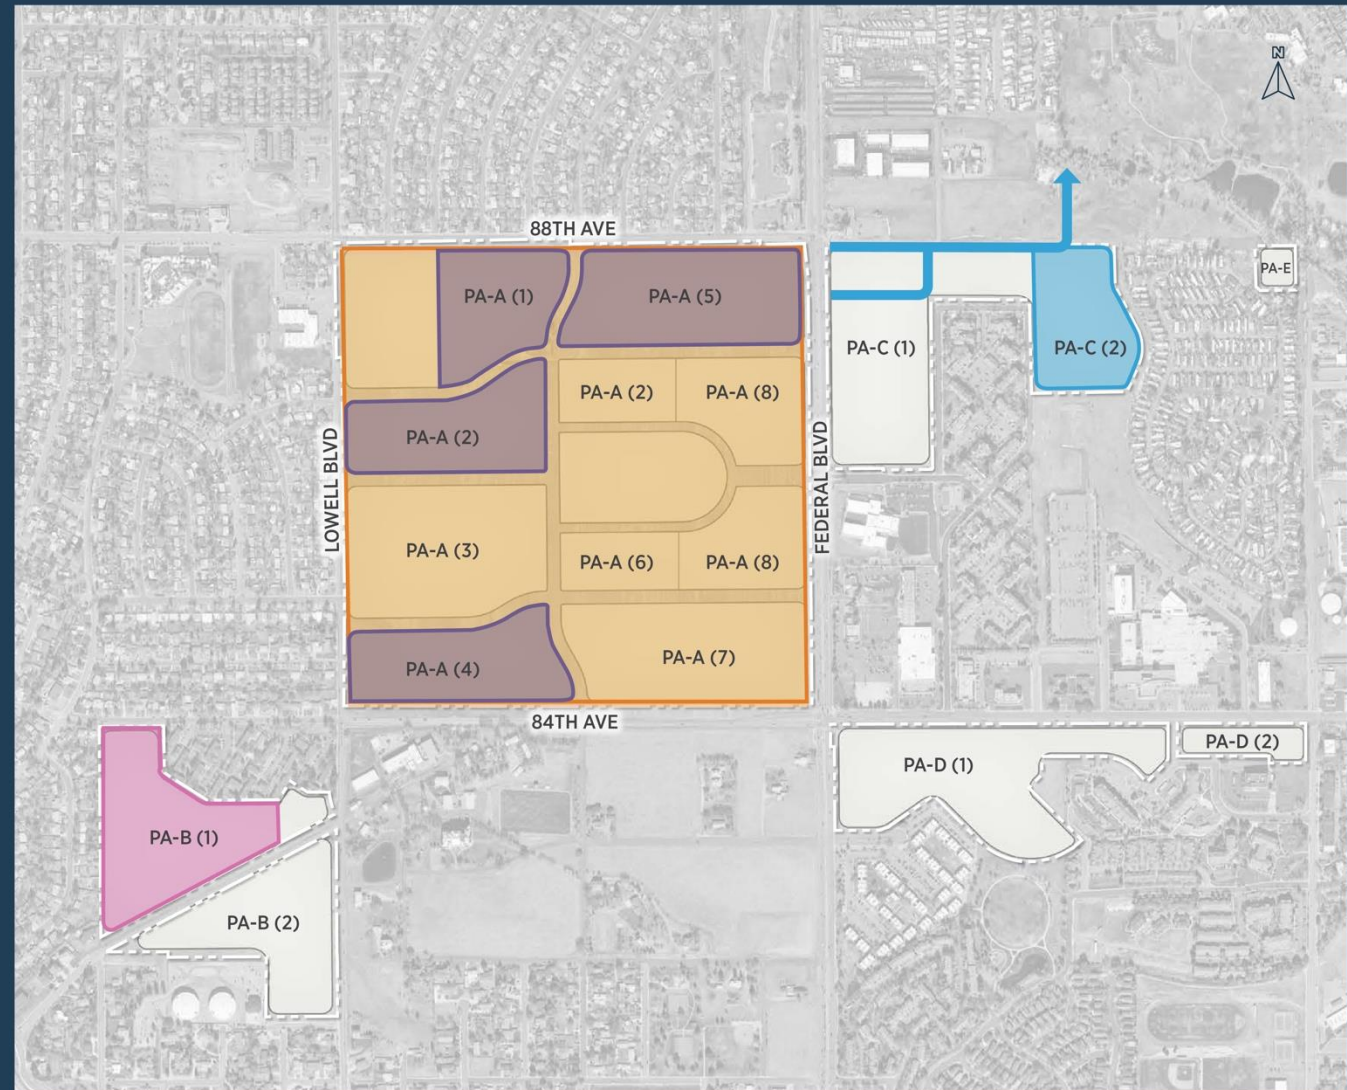 N
88TH AVE
PA-A (1)
PA-A (5)
PA-E
PA-C (1)
PA-C (2)
PA-A (2)
PA-A (8)
PA-A (2)
LOWELL BLVD
FEDERAL BLVD
PA-A (3)
PA-A (6)
PA-A (8)
PA-A (4)
PA-A (7)
84TH AVE
PA-D (1)
PA-D (2)
PA-B (1)
PA-B (2)